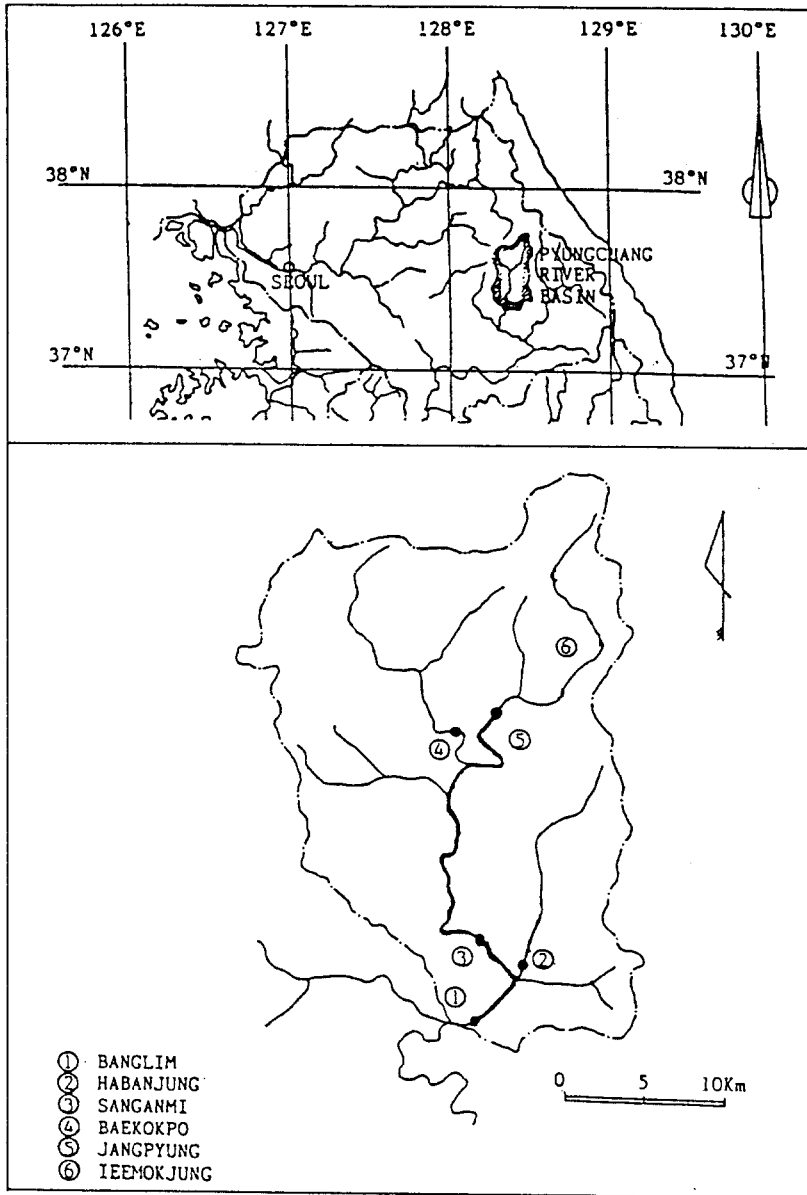 126°E 127°E 128°E 129°E 130°E
38°N 38°N
PYUNGCHANG
RIVER
BASIN
SEOUL
37°N 37°N
⑥
④ ⑤
③ ②
①
① BANGLIM
② HABANJUNG
③ SANGANMI
④ BAEKOKPO
⑤ JANGPYUNG
⑥ IEEMOKJUNG
0 5 10Km